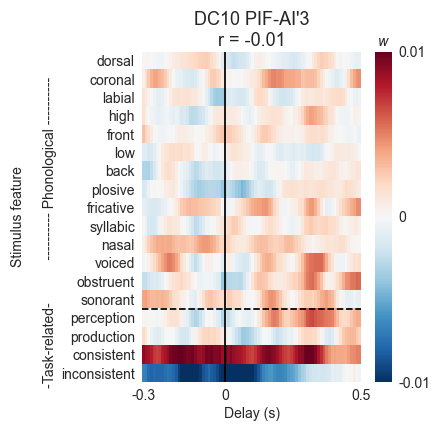 DC10 PIF-AI'3
r = -0.01
w
Stimulus feature
-Task-related- ---------- Phonological ----------
dorsal
coronal
labial
high
front
low
back
plosive
fricative
syllabic
nasal
voiced
obstruent
sonorant
perception
production
consistent
inconsistent
0.01
0
-0.01
-0.3
0
0.5
Delay (s)